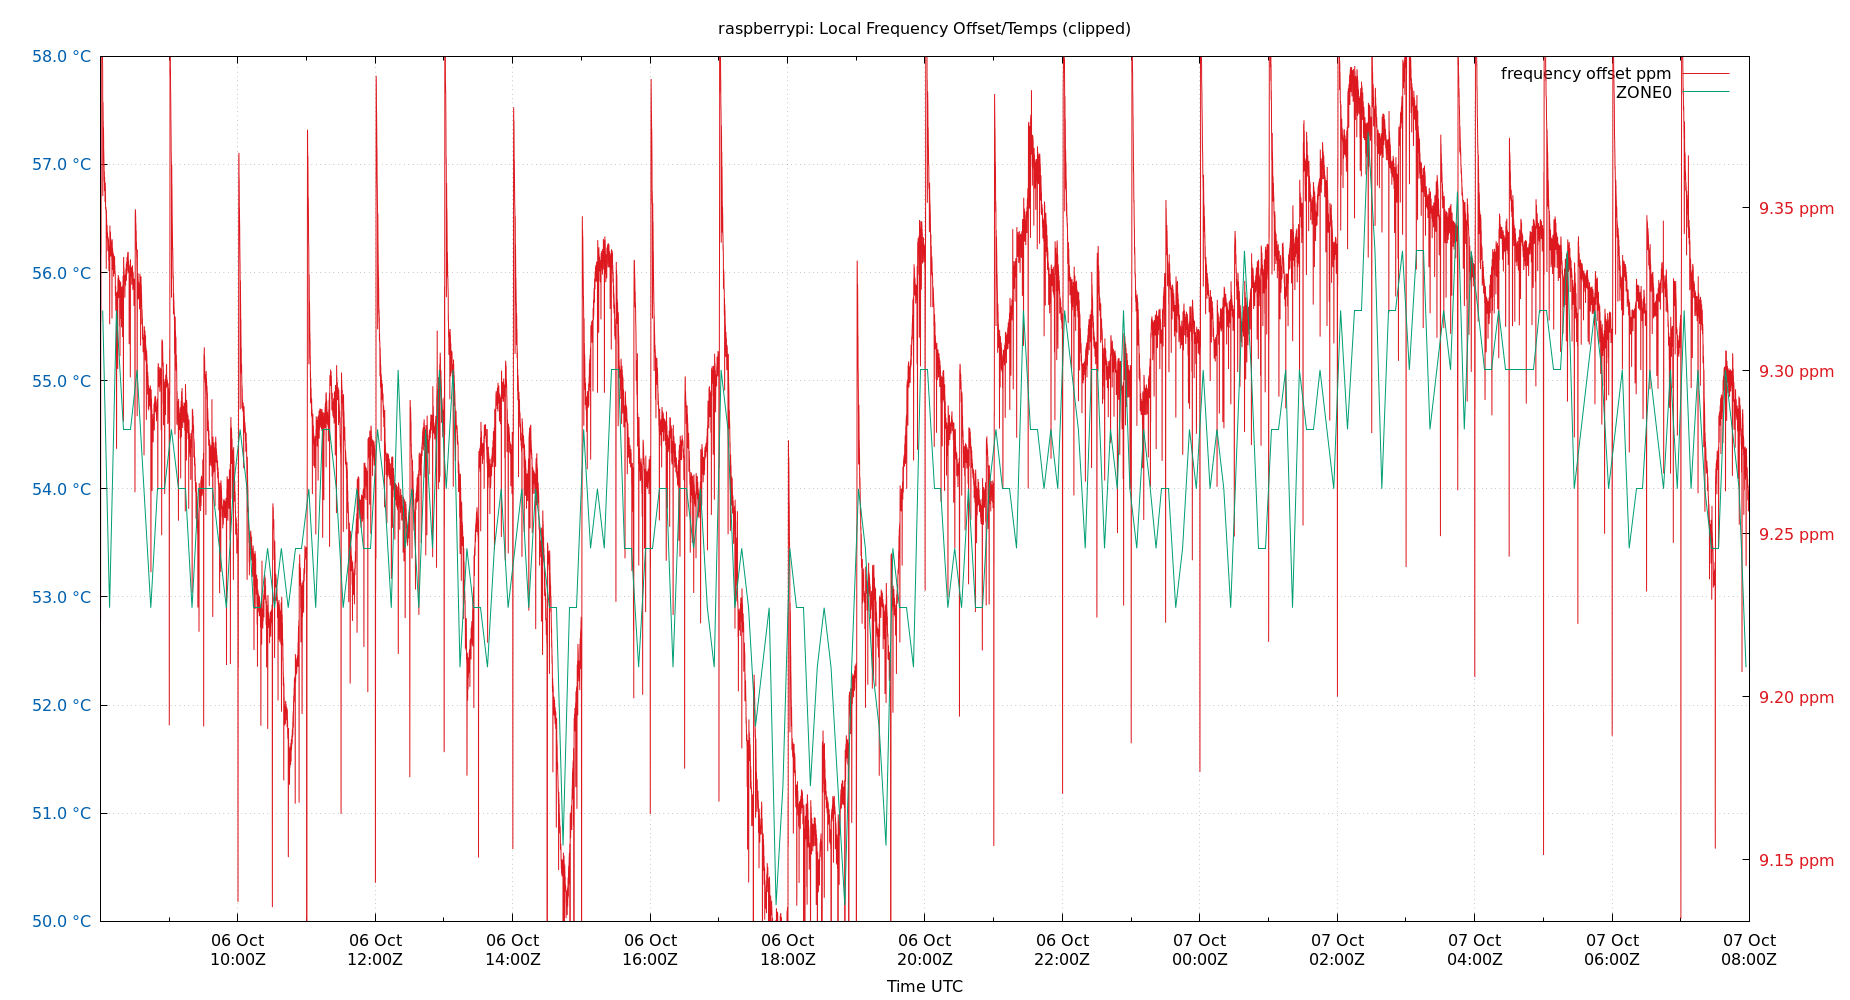 raspberrypi: Local Frequency Offset/Temps (clipped)
frequency offset ppm
ZONE0
58.0 °C
57.0 °C
56.0 °C
55.0 °C
54.0 °C
53.0 °C
52.0 °C
51.0 °C
50.0 °C
9.35 ppm
9.30 ppm
9.25 ppm
9.20 ppm
9.15 ppm
06 Oct 06 Oct 06 Oct 06 Oct 06 Oct 06 Oct 06 Oct 07 Oct 07 Oct 07 Oct 07 Oct 07 Oct
10:00Z 12:00Z 14:00Z 16:00Z 18:00Z 20:00Z 22:00Z 00:00Z 02:00Z 04:00Z 06:00Z 08:00Z
Time UTC